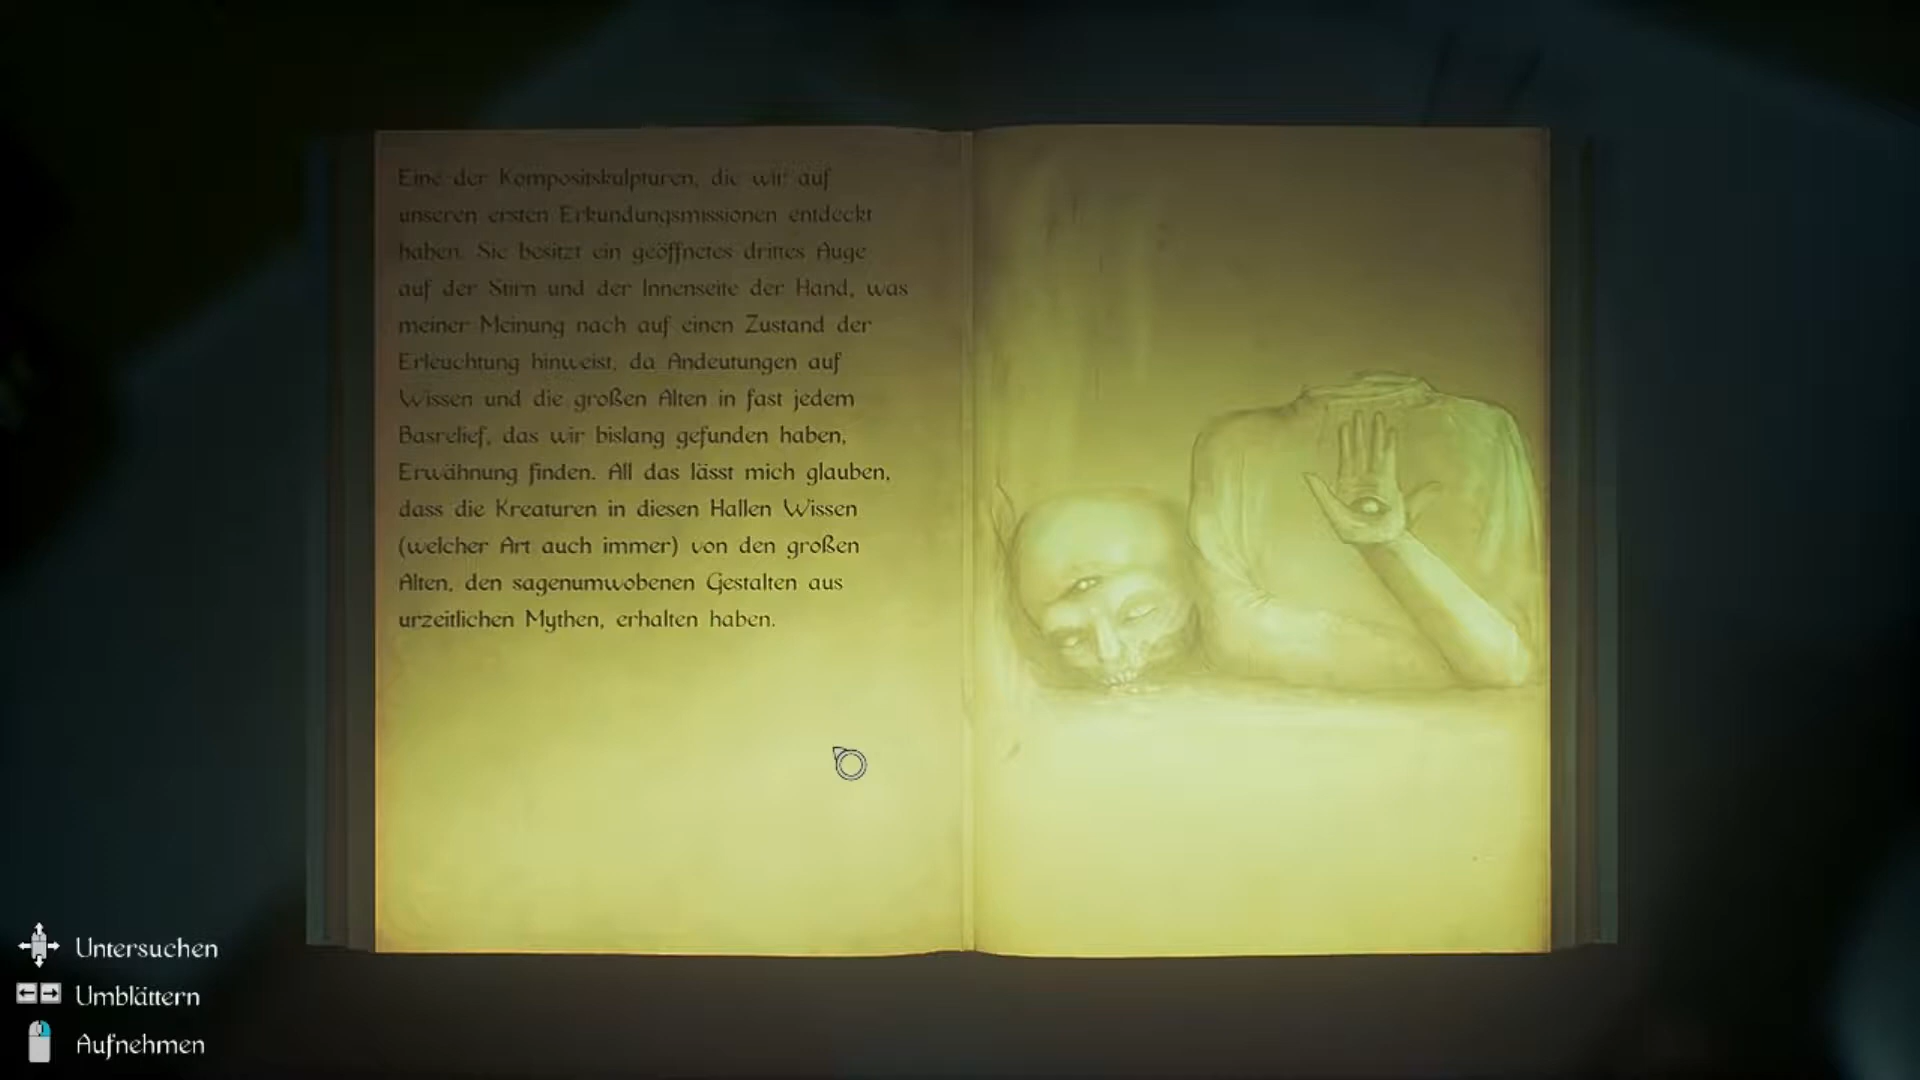 Eine der Kompositskulpturen, die wir auf
unseren ersten Erkundungsmissionen entdeckt
haben. Sie besitzt ein geöffnetes drittes Auge
auf der Stirn und der Innenseite der Hand, was
meiner Meinung nach auf einen Zustand der
Erleuchtung hinweist, da Andeutungen auf
Wissen und die großen Alten in fast jedem
Basrelief, das wir bislang gefunden haben,
Erwähnung finden. All das lässt mich glauben,
dass die Kreaturen in diesen Hallen Wissen
(welcher Art auch immer) von den großen
Alten, den sagenumwobenen Gestalten aus
urzeitlichen Mythen, erhalten haben.
Untersuchen
Umblättern
Aufnehmen